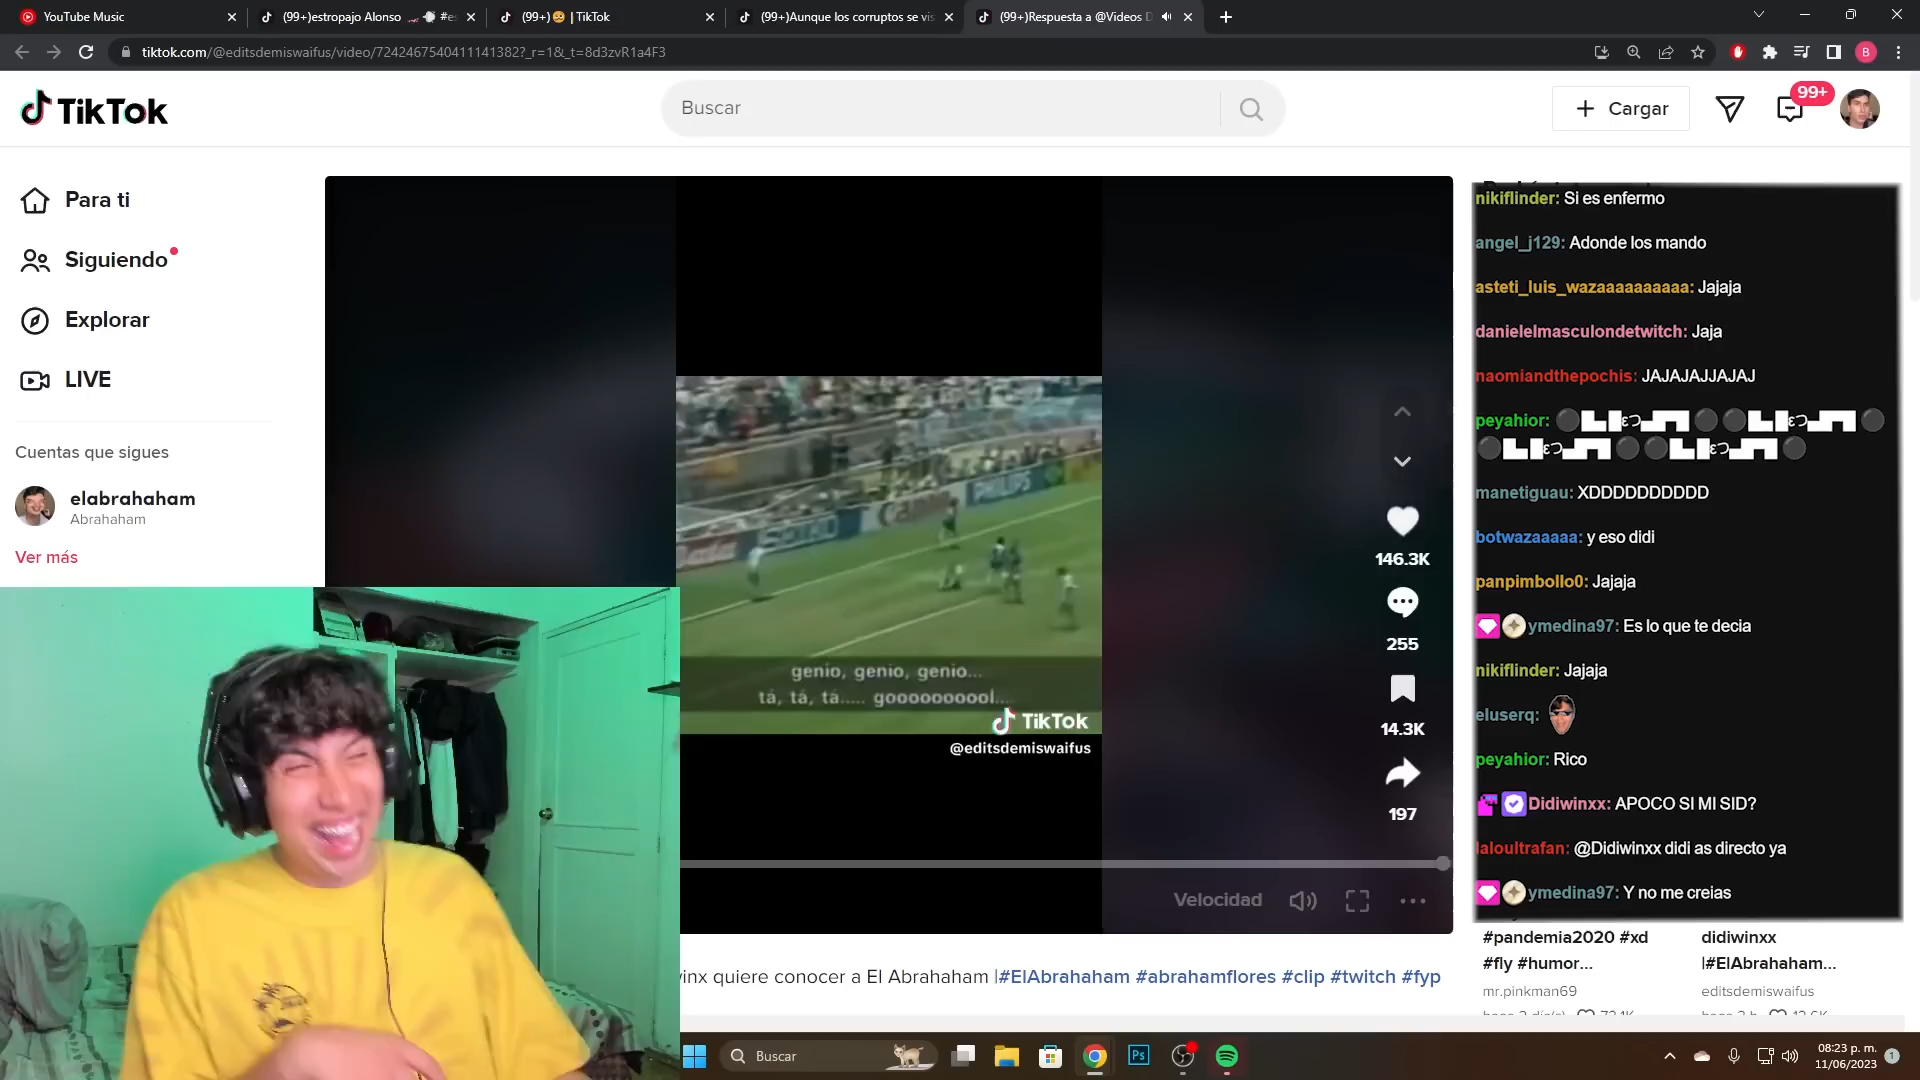 YouTube Music
(99+)estropajo Alonso
(99+)😐 | TikTok
(99+)Aunque los corruptos se vis
(99+)Respuesta a @Videos D
tiktok.com/@editsdemiswaifus/video/7242467540411141382?_r=1&_t=8d3zvR1a4F3
B
TikTok
Buscar
Cargar
99+
Para ti
Siguiendo
Explorar
LIVE
Cuentas que sigues
elabrahaham
Abrahaham
Ver más
PHILIPS
genio, genio, genio...
tá, tá, tá..... gooooooooool....
TikTok
@editsdemiswaifus
146.3K
255
14.3K
197
Velocidad
nikiflinder: Si es enfermo
angel_j129: Adonde los mando
asteti_luis_wazaaaaaaaaaa: Jajaja
danielelmasculondetwitch: Jaja
naomiandthepochis: JAJAJAJJAJAJ
peyahior:
manetiguau: XDDDDDDDDDD
botwazaaaaa: y eso didi
panpimbollo0: Jajaja
ymedina97: Es lo que te decia
nikiflinder: Jajaja
eluserq:
peyahior: Rico
Didiwinxx: APOCO SI MI SID?
laloultrafan: @Didiwinxx didi as directo ya
ymedina97: Y no me creias
#pandemia2020 #xd
#fly #humor...
mr.pinkman69
didiwinxx
|#ElAbrahaham...
editsdemiswaifus
vinx quiere conocer a El Abrahaham |#ElAbrahaham #abrahamflores #clip #twitch #fyp
Buscar
Ps
08:23 p. m.
11/06/2023
1